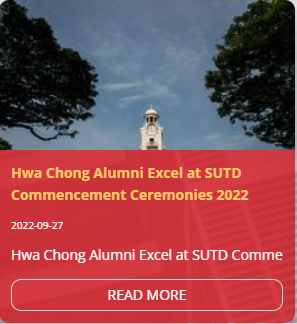 Hwa Chong Alumni Excel at SUTD
Commencement Ceremonies 2022
2022-09-27
Hwa Chong Alumni Excel at SUTD Comme
READ MORE